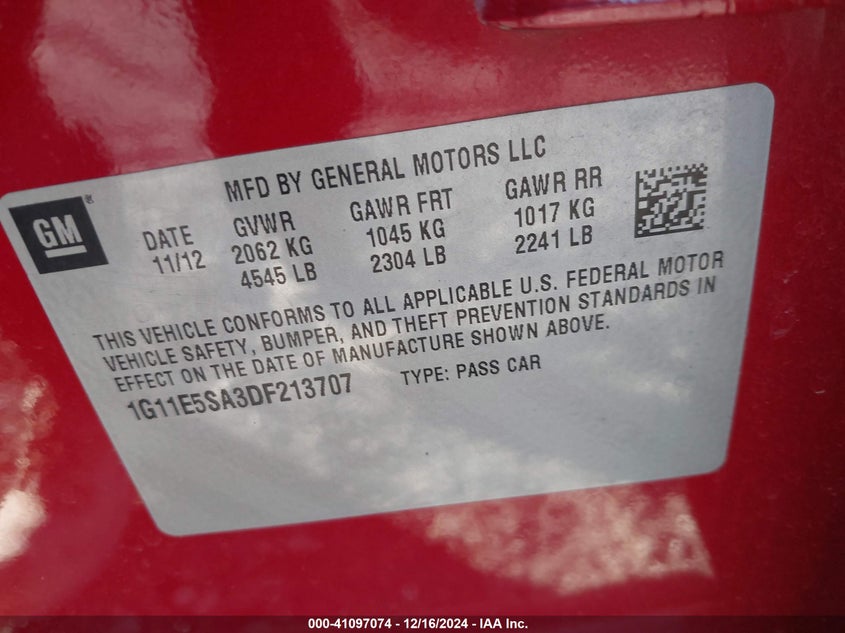 MFD BY GENERAL MOTORS LLC
GM®
DATE GVWR GAWR FRT GAWR RR
11/12 2062 KG 1045 KG 1017 KG
4545 LB 2304 LB 2241 LB
THIS VEHICLE CONFORMS TO ALL APPLICABLE U.S. FEDERAL MOTOR
VEHICLE SAFETY, BUMPER, AND THEFT PREVENTION STANDARDS IN
EFFECT ON THE DATE OF MANUFACTURE SHOWN ABOVE.
1G11E5SA3DF213707 TYPE: PASS CAR
000-41097074 - 12/16/2024 - IAA Inc.